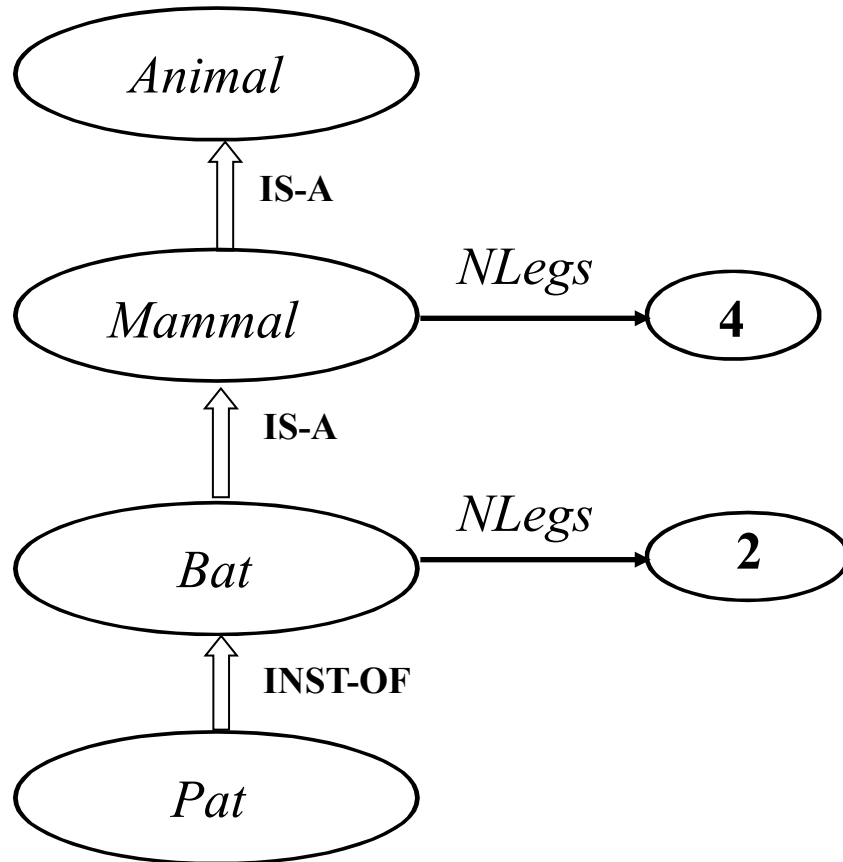 Animal
IS-A
NLegs
Mammal
4
IS-A
NLegs
Bat
2
INST-OF
Pat